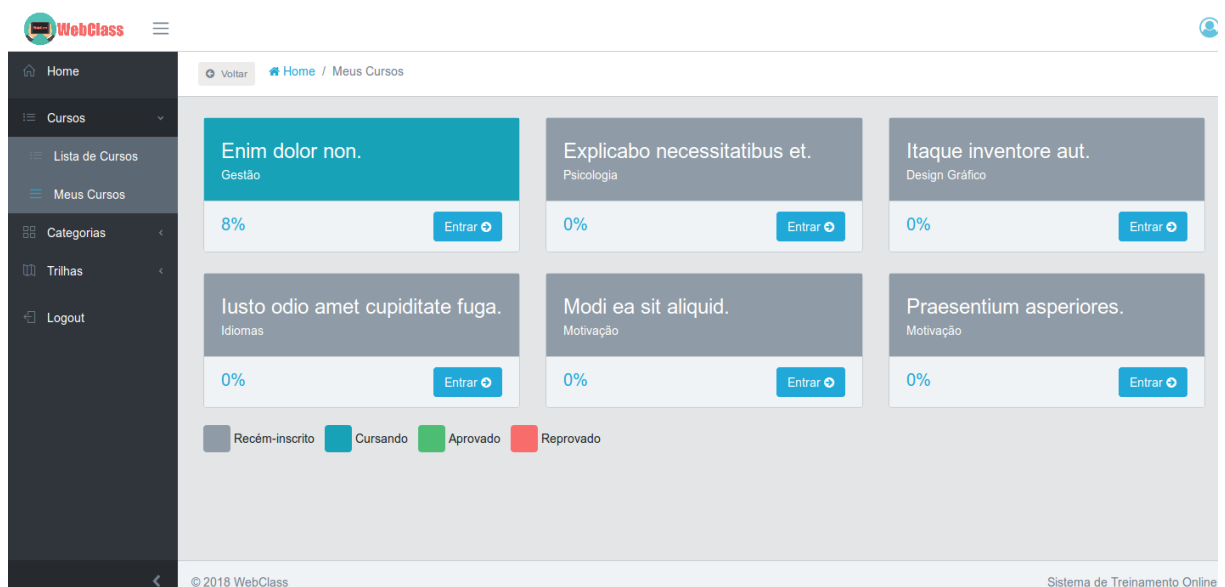 WebClass
Home
Cursos
Lista de Cursos
Meus Cursos
Categorias
Trilhas
Logout
Voltar Home / Meus Cursos
Enim dolor non.
Gestão
8% Entrar
Explicabo necessitatibus et.
Psicologia
0% Entrar
Itaque inventore aut.
Design Gráfico
0% Entrar
Iusto odio amet cupiditate fuga.
Idiomas
0% Entrar
Modi ea sit aliquid.
Motivação
0% Entrar
Praesentium asperiores.
Motivação
0% Entrar
Recém-inscrito Cursando Aprovado Reprovado
© 2018 WebClass Sistema de Treinamento Online